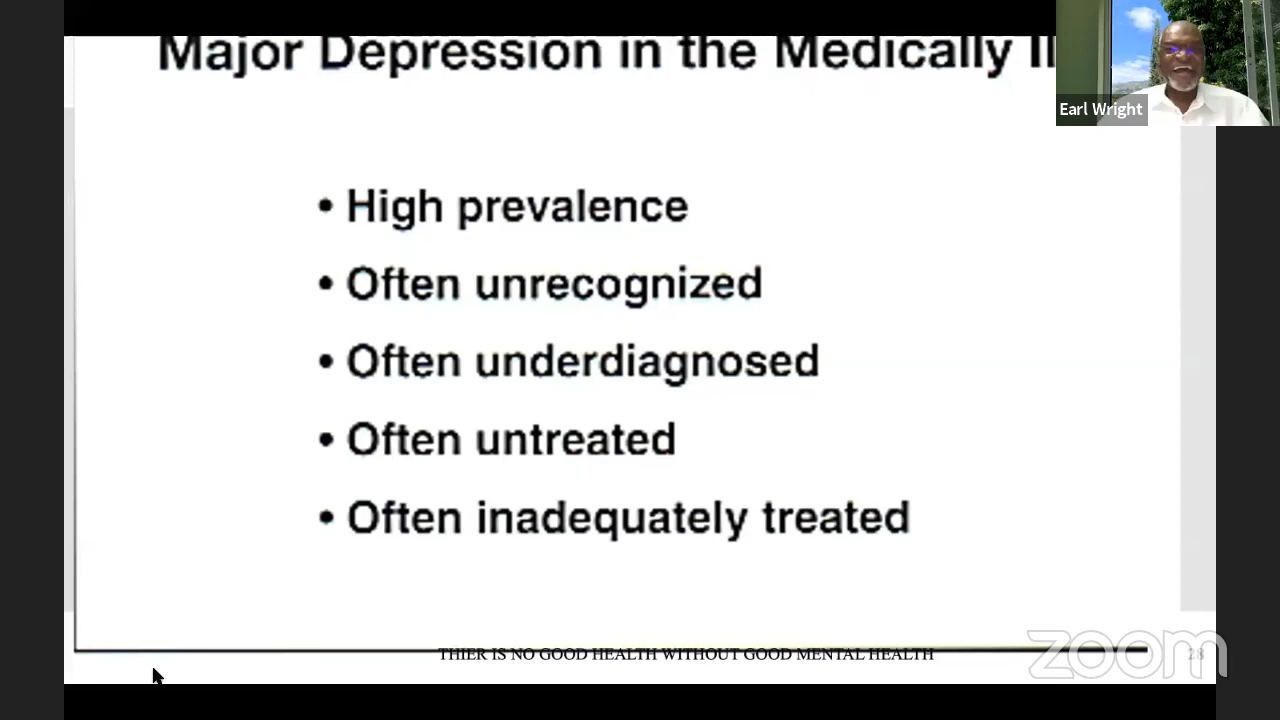 Major Depression in the Medically Il
Earl Wright
• High prevalence
• Often unrecognized
• Often underdiagnosed
• Often untreated
• Often inadequately treated
THIER IS NO GOOD HEALTH WITHOUT GOOD MENTAL HEALTH
28
zoom